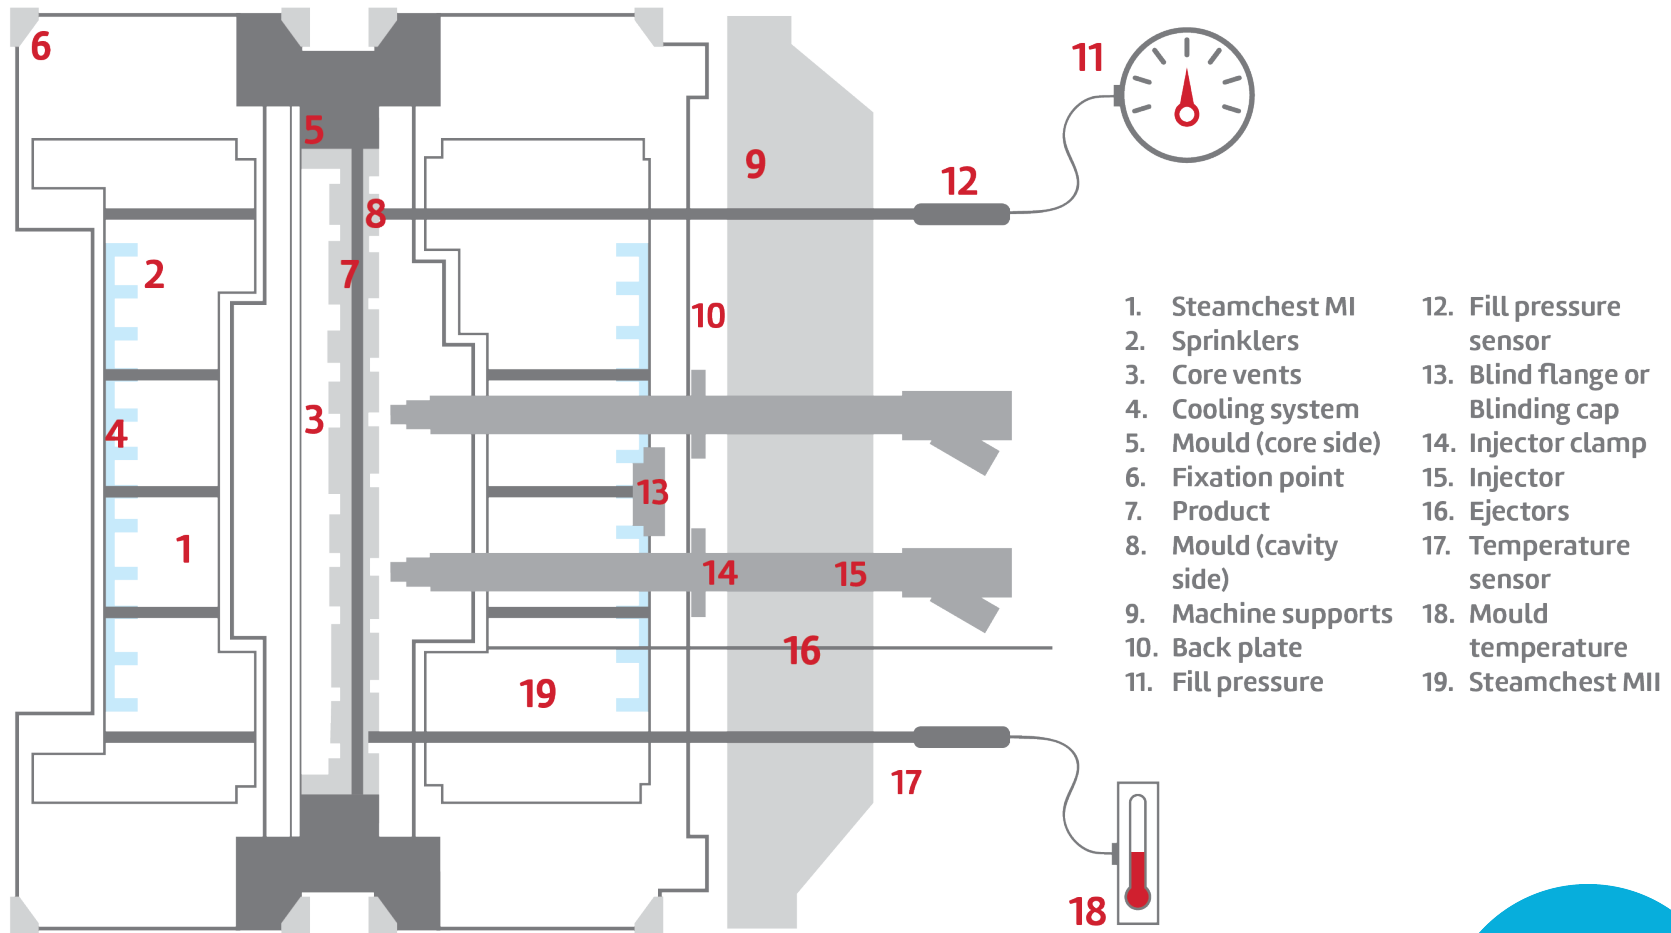 6
11
5
9
12
8
2
7
10
3
4
13
1
14
15
16
19
17
18
1. Steamchest MI
2. Sprinklers
3. Core vents
4. Cooling system
5. Mould (core side)
6. Fixation point
7. Product
8. Mould (cavity
side)
9. Machine supports
10. Back plate
11. Fill pressure
12. Fill pressure
sensor
13. Blind flange or
Blinding cap
14. Injector clamp
15. Injector
16. Ejectors
17. Temperature
sensor
18. Mould
temperature
19. Steamchest MII